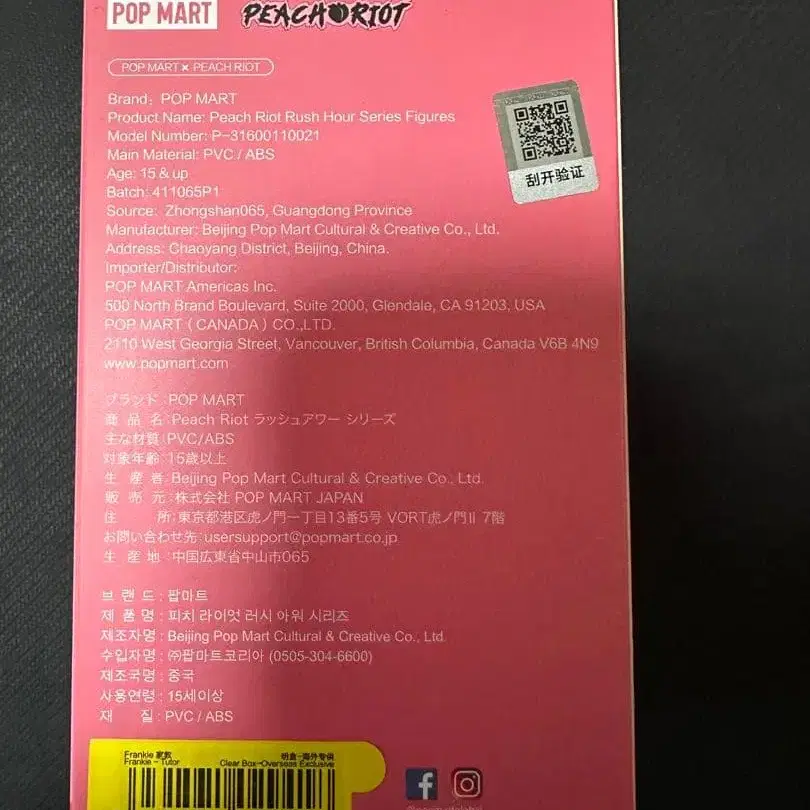 POP MART
PEACH RIOT
POP MART × PEACH RIOT
Brand: POP MART
Product Name: Peach Riot Rush Hour Series Figures
Model Number: P-31600110021
Main Material: PVC / ABS
Age: 15 & up
Batch: 411065P1
Source: Zhongshan065, Guangdong Province
Manufacturer: Beijing Pop Mart Cultural & Creative Co., Ltd.
Address: Chaoyang District, Beijing, China.
Importer/Distributor:
POP MART Americas Inc.
500 North Brand Boulevard, Suite 2000, Glendale, CA 91203, USA
POP MART (CANADA) CO.,LTD.
2110 West Georgia Street, Vancouver, British Columbia, Canada V6B 4N9
www.popmart.com
刮开验证
ブランド:POP MART
商 品 名:Peach Riot ラッシュアワー シリーズ
主な材質:PVC/ABS
対象年齢:15歳以上
生 産 者:Beijing Pop Mart Cultural & Creative Co., Ltd.
販 売 元:株式会社 POP MART JAPAN
住 所:東京都港区虎ノ門一丁目13番5号 VORT虎ノ門Ⅱ 7階
お問い合わせ先:usersupport@popmart.co.jp
生 産 地:中国広東省中山市065
브 랜 드 : 팝마트
제 품 명 : 피치 라이엇 러시 아워 시리즈
제조자명 : Beijing Pop Mart Cultural & Creative Co., Ltd.
수입자명 : ㈜팝마트코리아 (0505-304-6600)
제조국명 : 중국
사용연령 : 15세이상
재 질 : PVC / ABS
Frankie 家教 明盒-海外专供
Frankie - Tutor Clear Box-Overseas Exclusive